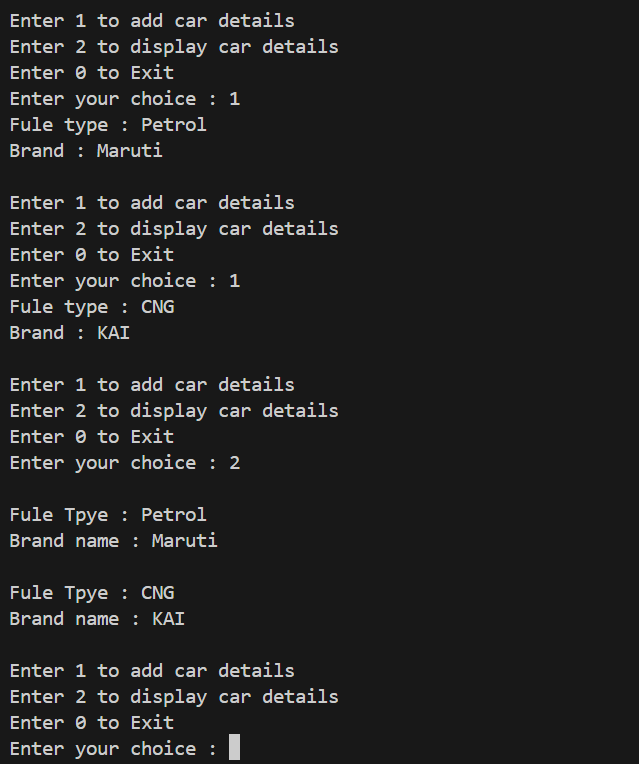 Enter 1 to add car details
Enter 2 to display car details
Enter 0 to Exit
Enter your choice : 1
Fule type : Petrol
Brand : Maruti
Enter 1 to add car details
Enter 2 to display car details
Enter 0 to Exit
Enter your choice : 1
Fule type : CNG
Brand : KAI
Enter 1 to add car details
Enter 2 to display car details
Enter 0 to Exit
Enter your choice : 2
Fule Tpye : Petrol
Brand name : Maruti
Fule Tpye : CNG
Brand name : KAI
Enter 1 to add car details
Enter 2 to display car details
Enter 0 to Exit
Enter your choice :